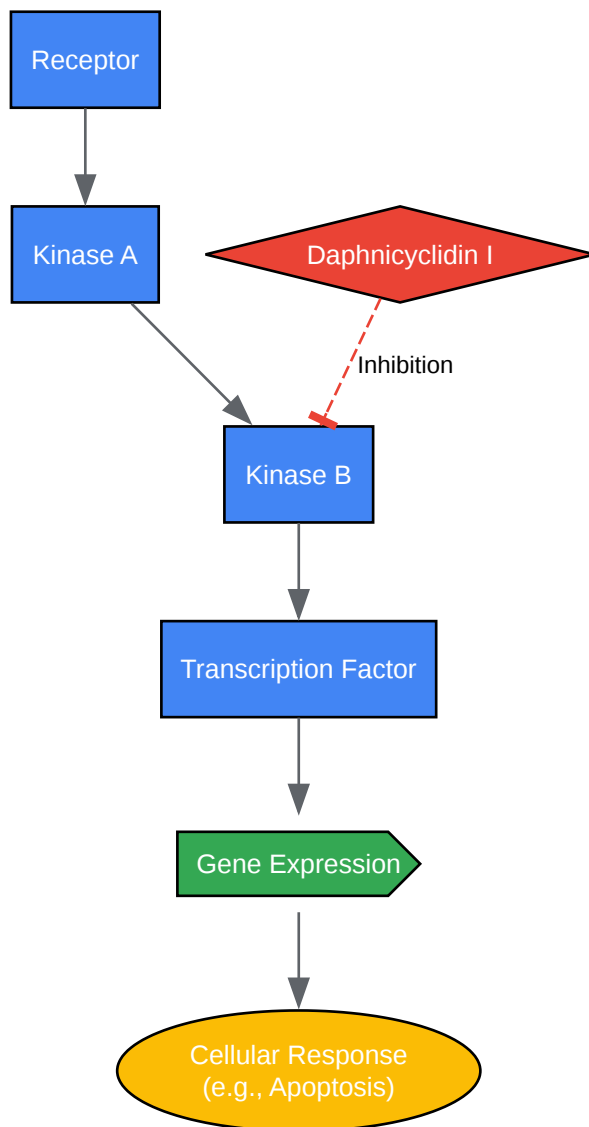 Receptor
Kinase A
Daphnicyclidin I
Inhibition
Kinase B
Transcription Factor
Gene Expression
Cellular Response
(e.g., Apoptosis)